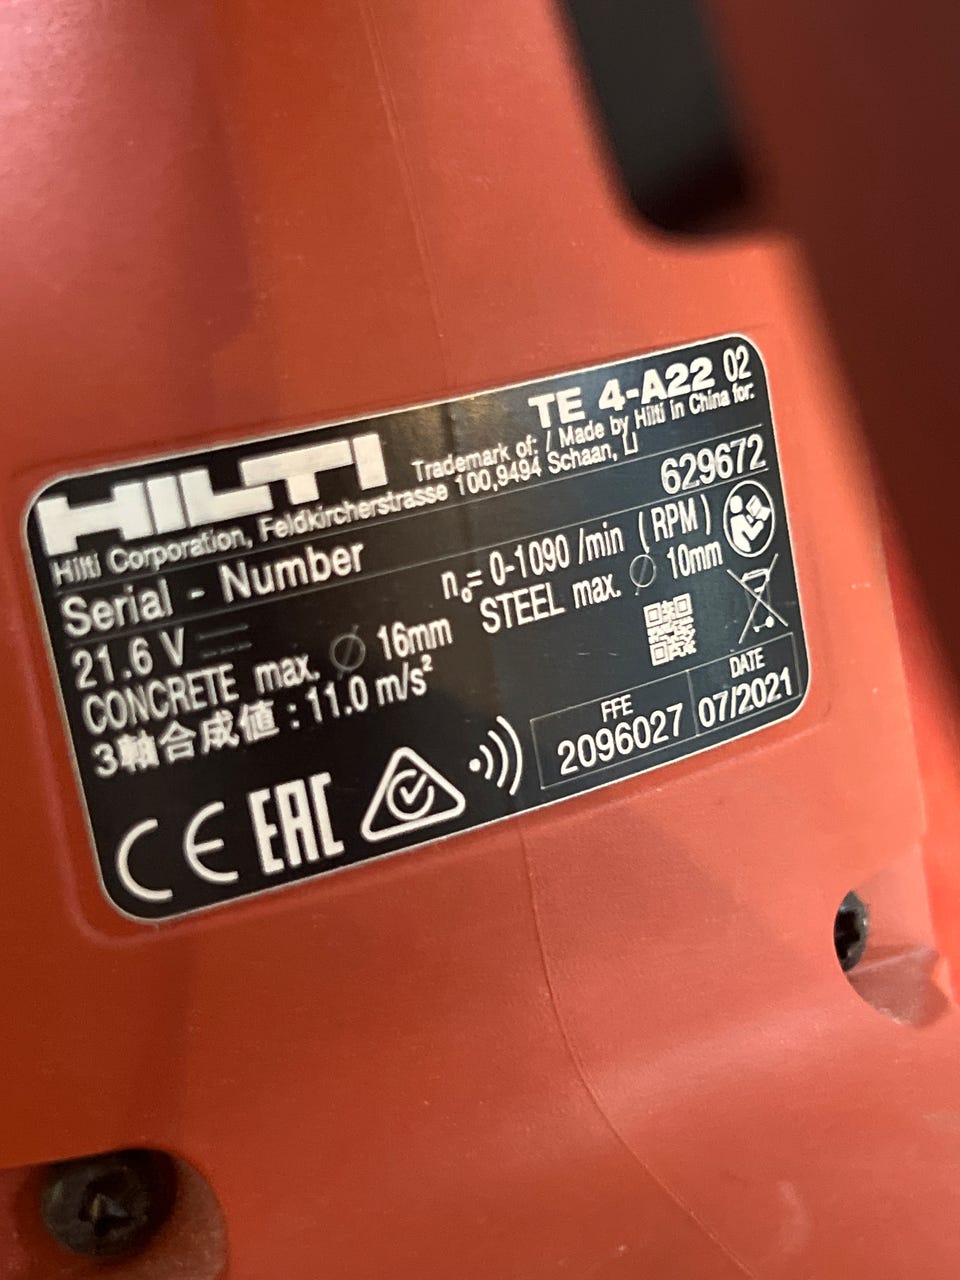 HILTI
TE 4-A22 02
Trademark of: / Made by Hilti in China for:
Hilti Corporation, Feldkircherstrasse 100,9494 Schaan, LI
Serial - Number 629672
21.6 V n₀= 0-1090 /min (RPM)
CONCRETE max. Ø 16mm STEEL max. Ø 10mm
3軸合成値 : 11.0 m/s²
FFE DATE
2096027 07/2021
CE EAC